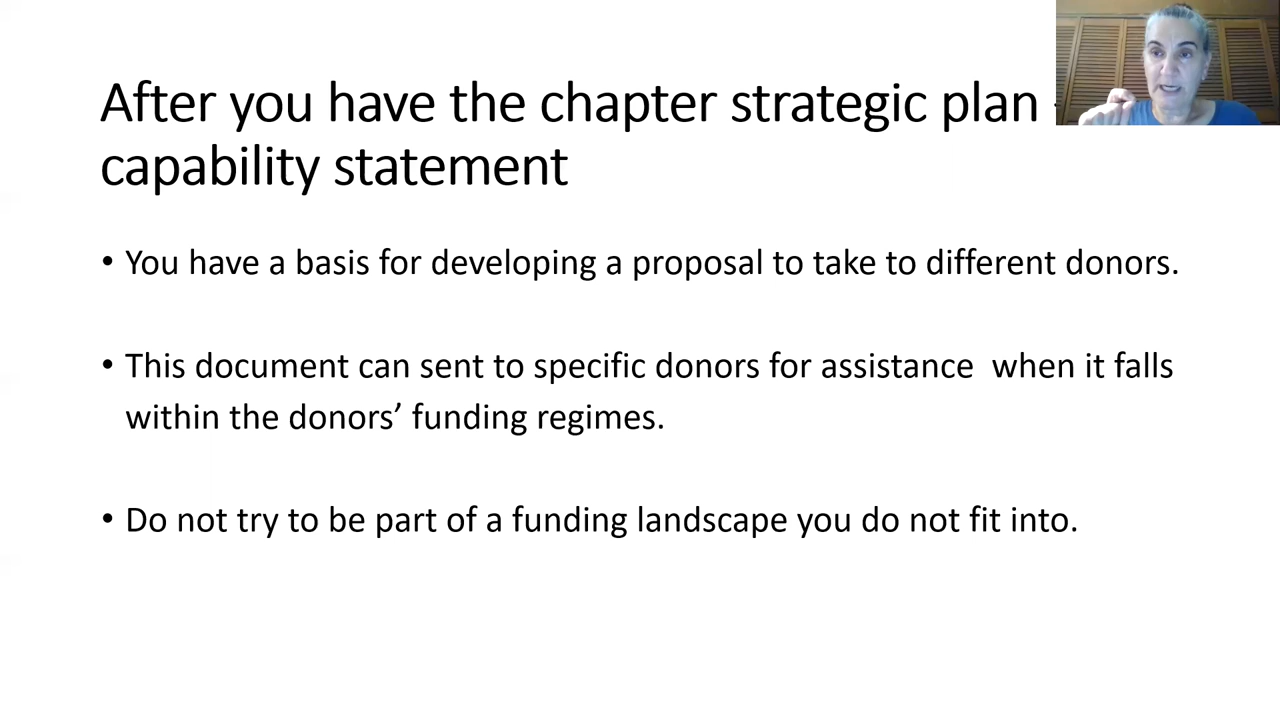 After you have the chapter strategic plan
capability statement
• You have a basis for developing a proposal to take to different donors.
• This document can sent to specific donors for assistance  when it falls
within the donors’ funding regimes.
• Do not try to be part of a funding landscape you do not fit into.